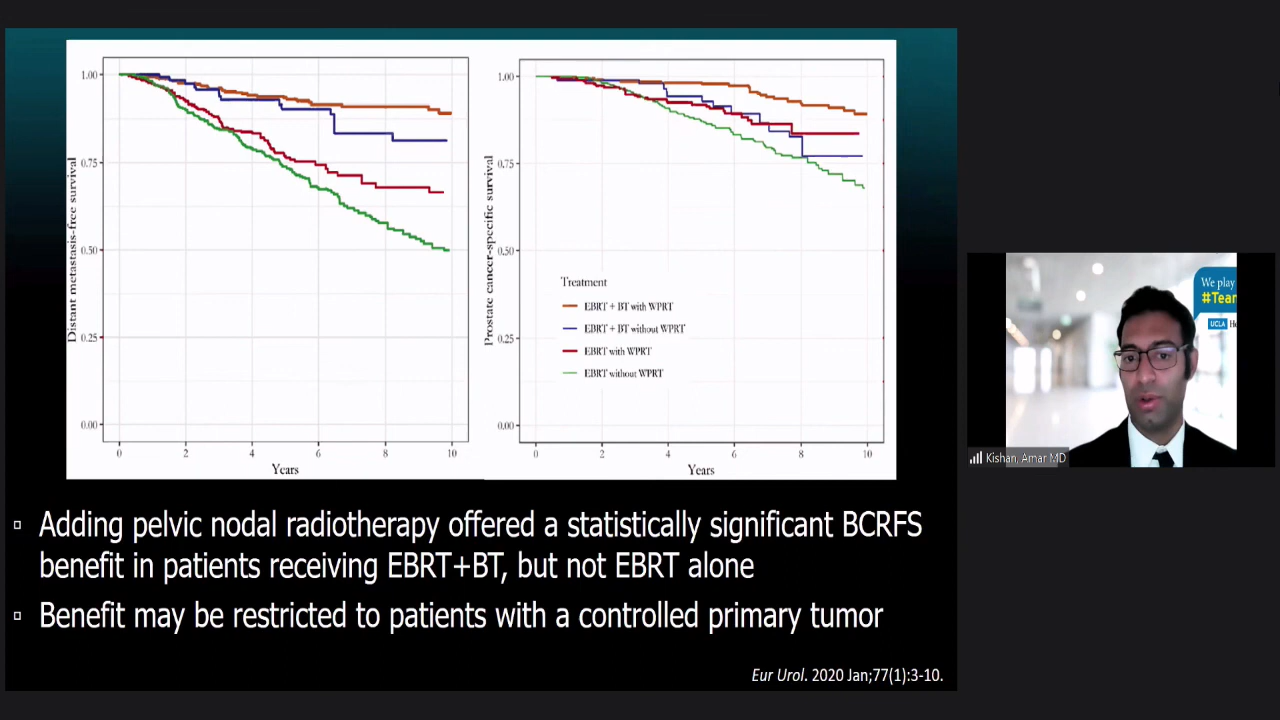 1.00
0.75
0.50
0.25
0.00
Distant metastasis-free survival
0 2 4 6 8 10
Years
1.00
0.75
0.50
0.25
0.00
Prostate cancer-specific survival
Treatment
EBRT + BT with WPRT
EBRT + BT without WPRT
EBRT with WPRT
EBRT without WPRT
0 2 4 6 8 10
Years
▫ Adding pelvic nodal radiotherapy offered a statistically significant BCRFS
benefit in patients receiving EBRT+BT, but not EBRT alone
▫ Benefit may be restricted to patients with a controlled primary tumor
Eur Urol. 2020 Jan;77(1):3-10.
We play
#Tea
UCLA
Kishan, Amar MD